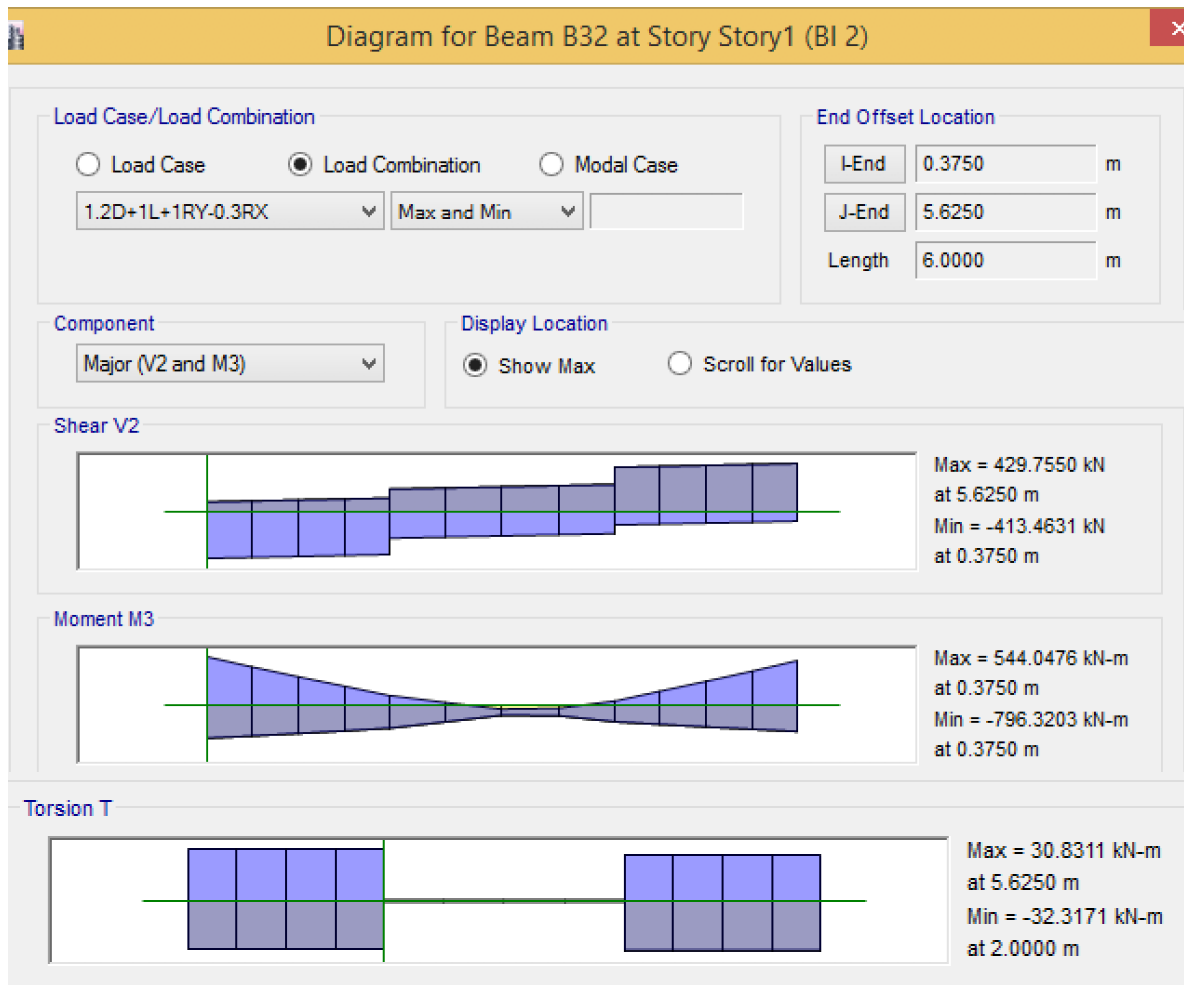 Diagram for Beam B32 at Story Story1 (BI 2)
Load Case/Load Combination
Load Case
Load Combination
Modal Case
1.2D+1L+1RY-0.3RX
Max and Min
End Offset Location
I-End
0.3750
m
J-End
5.6250
m
Length
6.0000
m
Component
Major (V2 and M3)
Display Location
Show Max
Scroll for Values
Shear V2
Max = 429.7550 kN
at 5.6250 m
Min = -413.4631 kN
at 0.3750 m
Moment M3
Max = 544.0476 kN-m
at 0.3750 m
Min = -796.3203 kN-m
at 0.3750 m
Torsion T
Max = 30.8311 kN-m
at 5.6250 m
Min = -32.3171 kN-m
at 2.0000 m